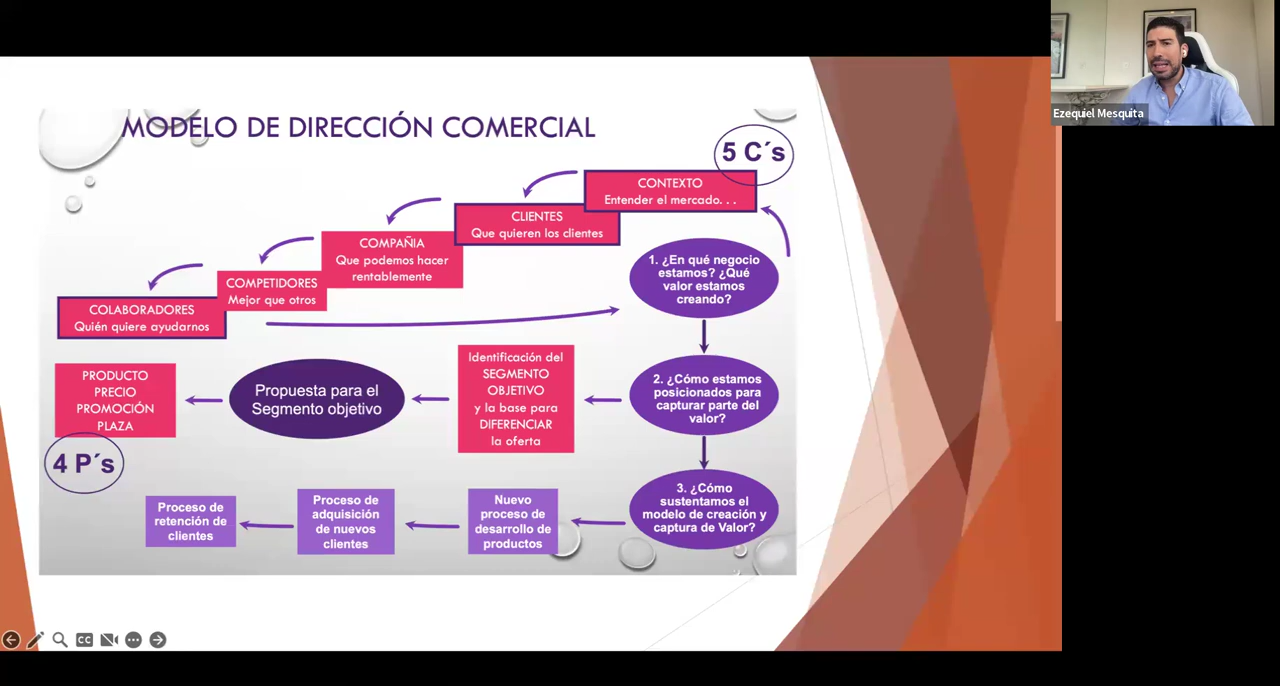 Ezequiel Mesquita
MODELO DE DIRECCIÓN COMERCIAL
5 C´s
CONTEXTO
Entender el mercado. . .
CLIENTES
Que quieren los clientes
COMPAÑIA
Que podemos hacer
rentablemente
COMPETIDORES
Mejor que otros
COLABORADORES
Quién quiere ayudarnos
1. ¿En qué negocio
estamos? ¿Qué
valor estamos
creando?
2. ¿Cómo estamos
posicionados para
capturar parte del
valor?
Identificación del
SEGMENTO
OBJETIVO
y la base para
DIFERENCIAR
la oferta
Propuesta para el
Segmento objetivo
PRODUCTO
PRECIO
PROMOCIÓN
PLAZA
4 P´s
3. ¿Cómo
sustentamos el
modelo de creación y
captura de Valor?
Nuevo
proceso de
desarrollo de
productos
Proceso de
adquisición
de nuevos
clientes
Proceso de
retención de
clientes
CC